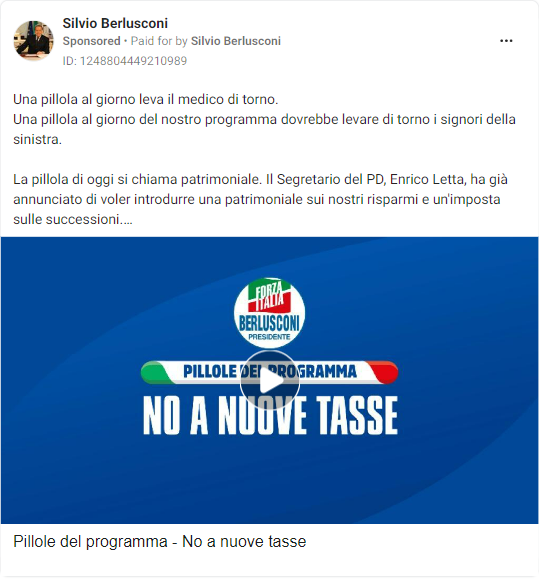 Silvio Berlusconi
Sponsored • Paid for by Silvio Berlusconi
ID: 1248804449210989
Una pillola al giorno leva il medico di torno.
Una pillola al giorno del nostro programma dovrebbe levare di torno i signori della
sinistra.
La pillola di oggi si chiama patrimoniale. Il Segretario del PD, Enrico Letta, ha già
annunciato di voler introdurre una patrimoniale sui nostri risparmi e un'imposta
sulle successioni....
FORZA
ITALIA
BERLUSCONI
PRESIDENTE
PILLOLE DEL PROGRAMMA
NO A NUOVE TASSE
Pillole del programma - No a nuove tasse